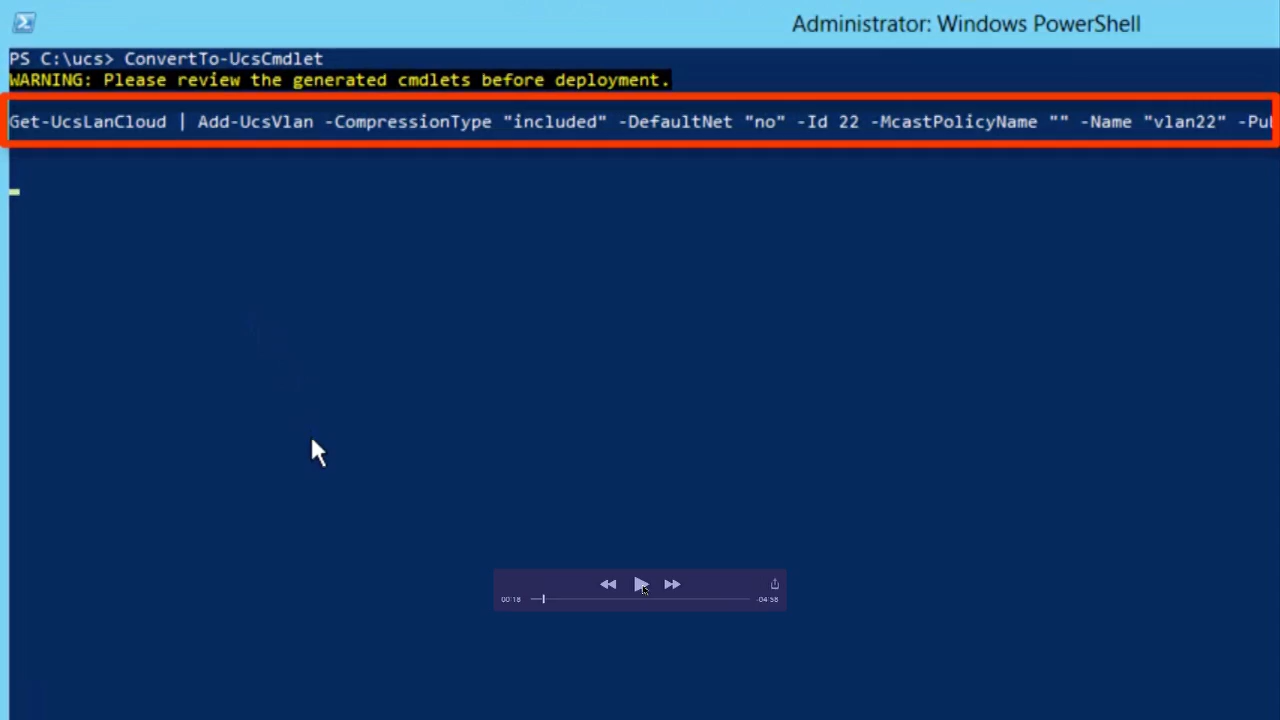 Administrator: Windows PowerShell
PS C:\ucs> ConvertTo-UcsCmdlet
WARNING: Please review the generated cmdlets before deployment.
Get-UcsLanCloud | Add-UcsVlan -CompressionType "included" -DefaultNet "no" -Id 22 -McastPolicyName "" -Name "vlan22"
00:18
-04:58